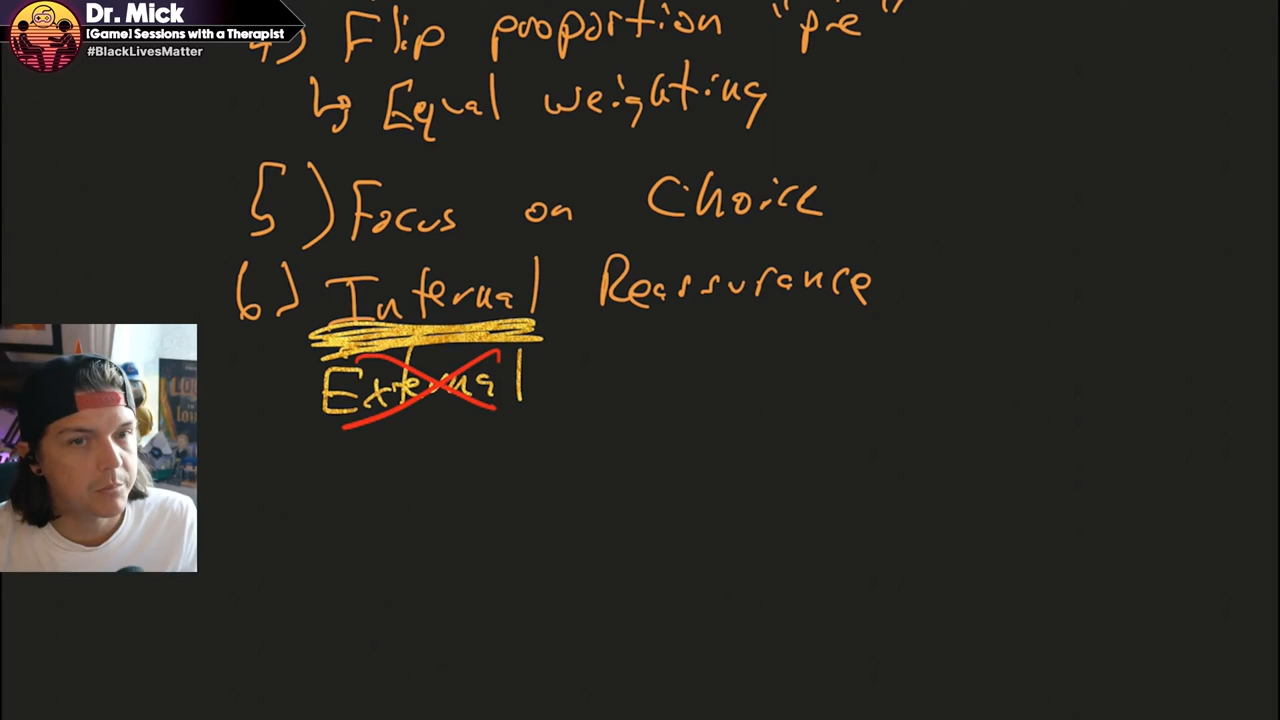 Dr. Mick
[Game] Sessions with a Therapist
#BlackLivesMatter
4) Flip proportion "pie"
↳ Equal weighting
5) Focus on Choice
6) Internal Reassurance
External